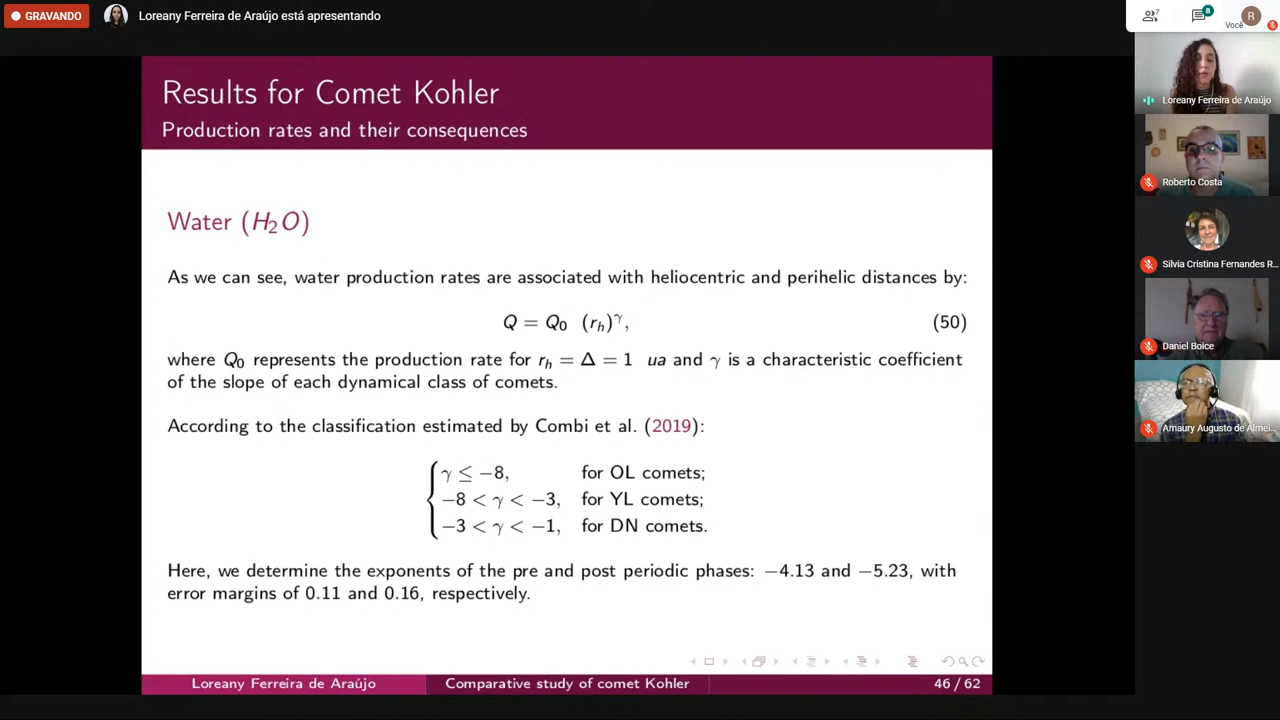 GRAVANDO
Loreany Ferreira de Araújo está apresentando
7
8
R
Você
Results for Comet Kohler
Production rates and their consequences
Water (H₂O)
As we can see, water production rates are associated with heliocentric and perihelic distances by:
Q = Q₀ (rₕ)^γ, (50)
where Q₀ represents the production rate for rₕ = Δ = 1 ua and γ is a characteristic coefficient
of the slope of each dynamical class of comets.
According to the classification estimated by Combi et al. (2019):
γ ≤ −8, for OL comets;
−8 < γ < −3, for YL comets;
−3 < γ < −1, for DN comets.
Here, we determine the exponents of the pre and post periodic phases: −4.13 and −5.23, with
error margins of 0.11 and 0.16, respectively.
Loreany Ferreira de Araújo Comparative study of comet Kohler 46 / 62
Loreany Ferreira de Araújo
Roberto Costa
Silvia Cristina Fernandes R...
Daniel Boice
Amaury Augusto de Almei...